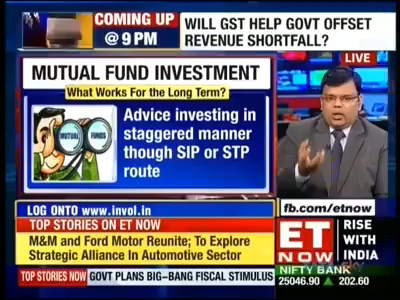 COMING UP
@ 9 PM
WILL GST HELP GOVT OFFSET
REVENUE SHORTFALL?
LIVE
MUTUAL FUND INVESTMENT
What Works For the Long Term?
MUTUAL FUNDS
Advice investing in
staggered manner
though SIP or STP
route
LOG ONTO www.invol.in
TOP STORIES ON ET NOW
M&M and Ford Motor Reunite; To Explore
Strategic Alliance In Automotive Sector
fb.com/etnow
ET
NOW
RISE
WITH
INDIA
TOP STORIES NOW
GOVT PLANS BIG-BANG FISCAL STIMULUS
NIFTY BANK
25046.90 202.60